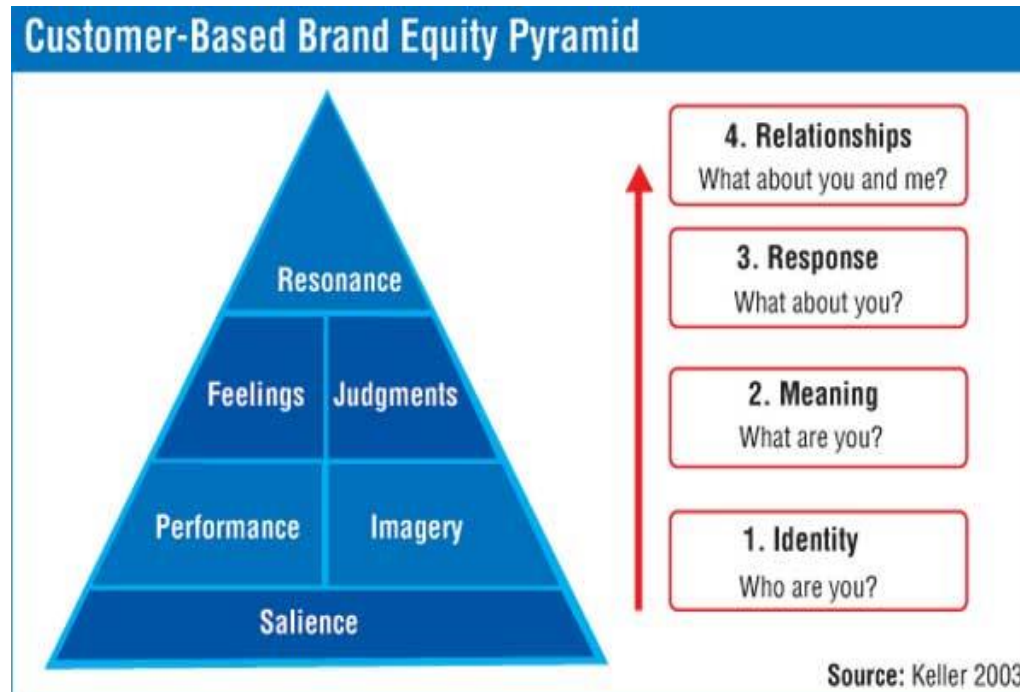 Customer-Based Brand Equity Pyramid
Resonance
Feelings
Judgments
Performance
Imagery
Salience
4. Relationships
What about you and me?
3. Response
What about you?
2. Meaning
What are you?
1. Identity
Who are you?
Source: Keller 2003